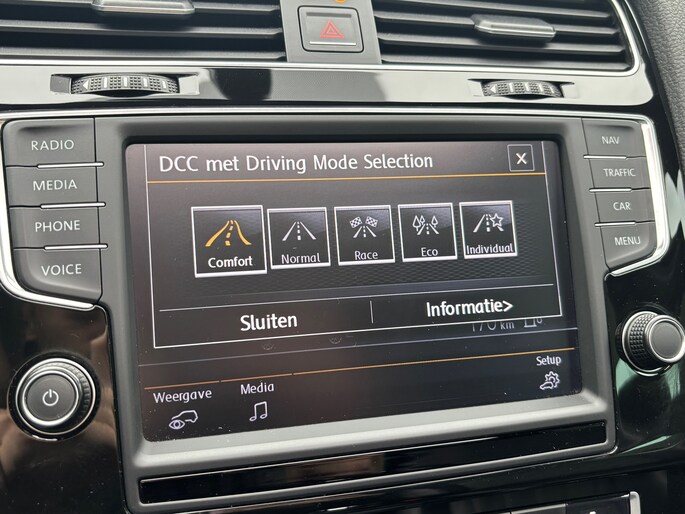 RADIO
MEDIA
PHONE
VOICE
NAV
TRAFFIC
CAR
MENU
DCC met Driving Mode Selection
X
Comfort
Normal
Race
Eco
Individual
Sluiten
Informatie>
km
Weergave
Media
Setup